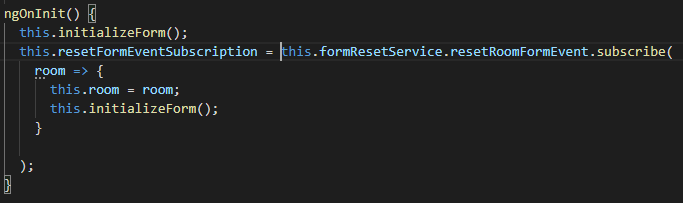 ngOnInit() {
this.initializeForm();
this.resetFormEventSubscription = this.formResetService.resetRoomFormEvent.subscribe(
room => {
this.room = room;
this.initializeForm();
}
);
}